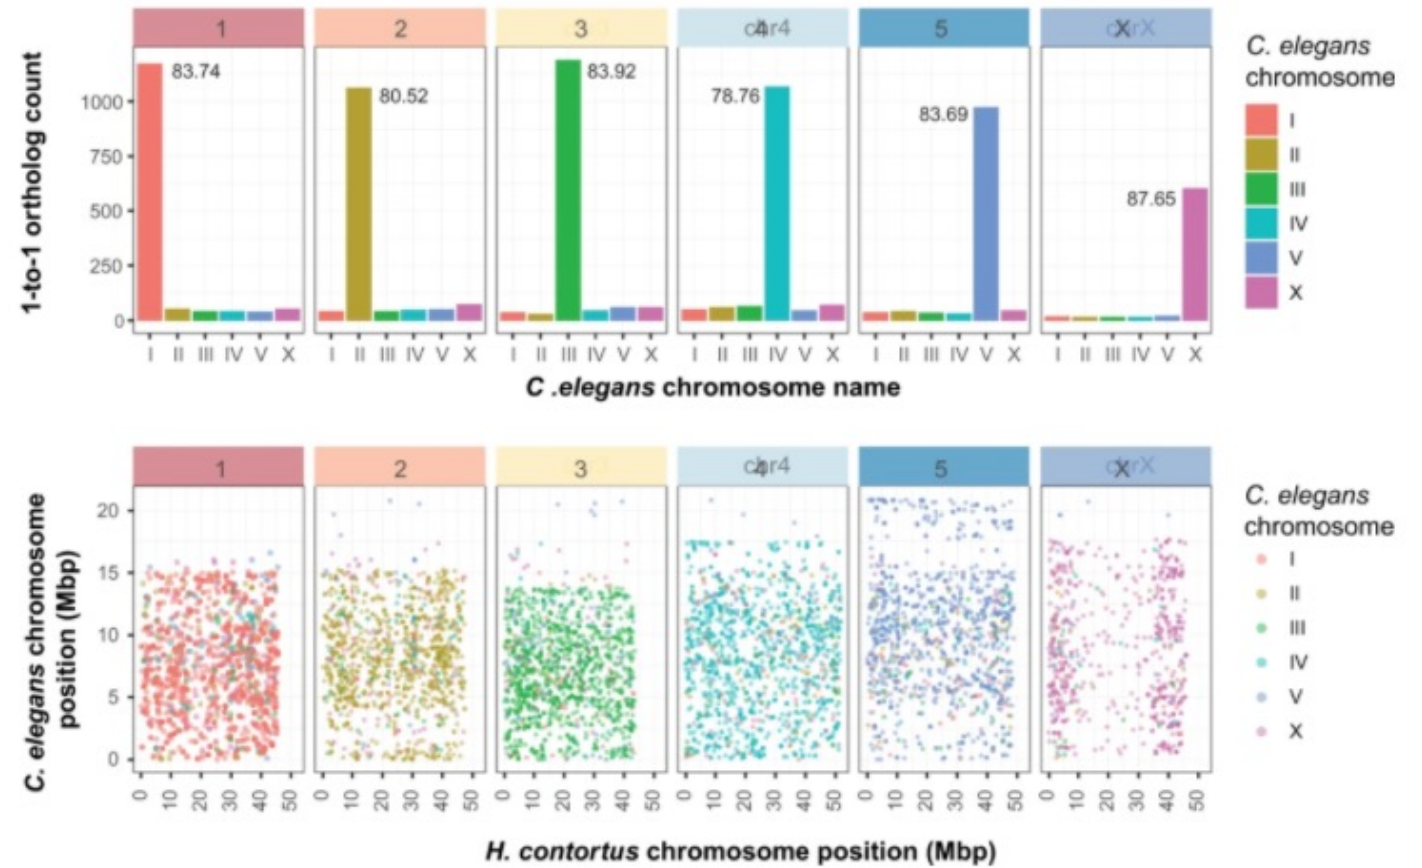 1 2 3 chr4 5 X
C. elegans
chromosome
I
II
III
IV
V
X
1-to-1 ortholog count
1000
750
500
250
0
83.74 80.52 83.92 78.76 83.69 87.65
I II III IV V X I II III IV V X I II III IV V X I II III IV V X I II III IV V X I II III IV V X
C .elegans chromosome name
1 2 3 chr4 5 X
C. elegans
chromosome
I
II
III
IV
V
X
C. elegans chromosome
position (Mbp)
20
15
10
5
0
0 10 20 30 40 50 0 10 20 30 40 50 0 10 20 30 40 50 0 10 20 30 40 50 0 10 20 30 40 50 0 10 20 30 40 50
H. contortus chromosome position (Mbp)